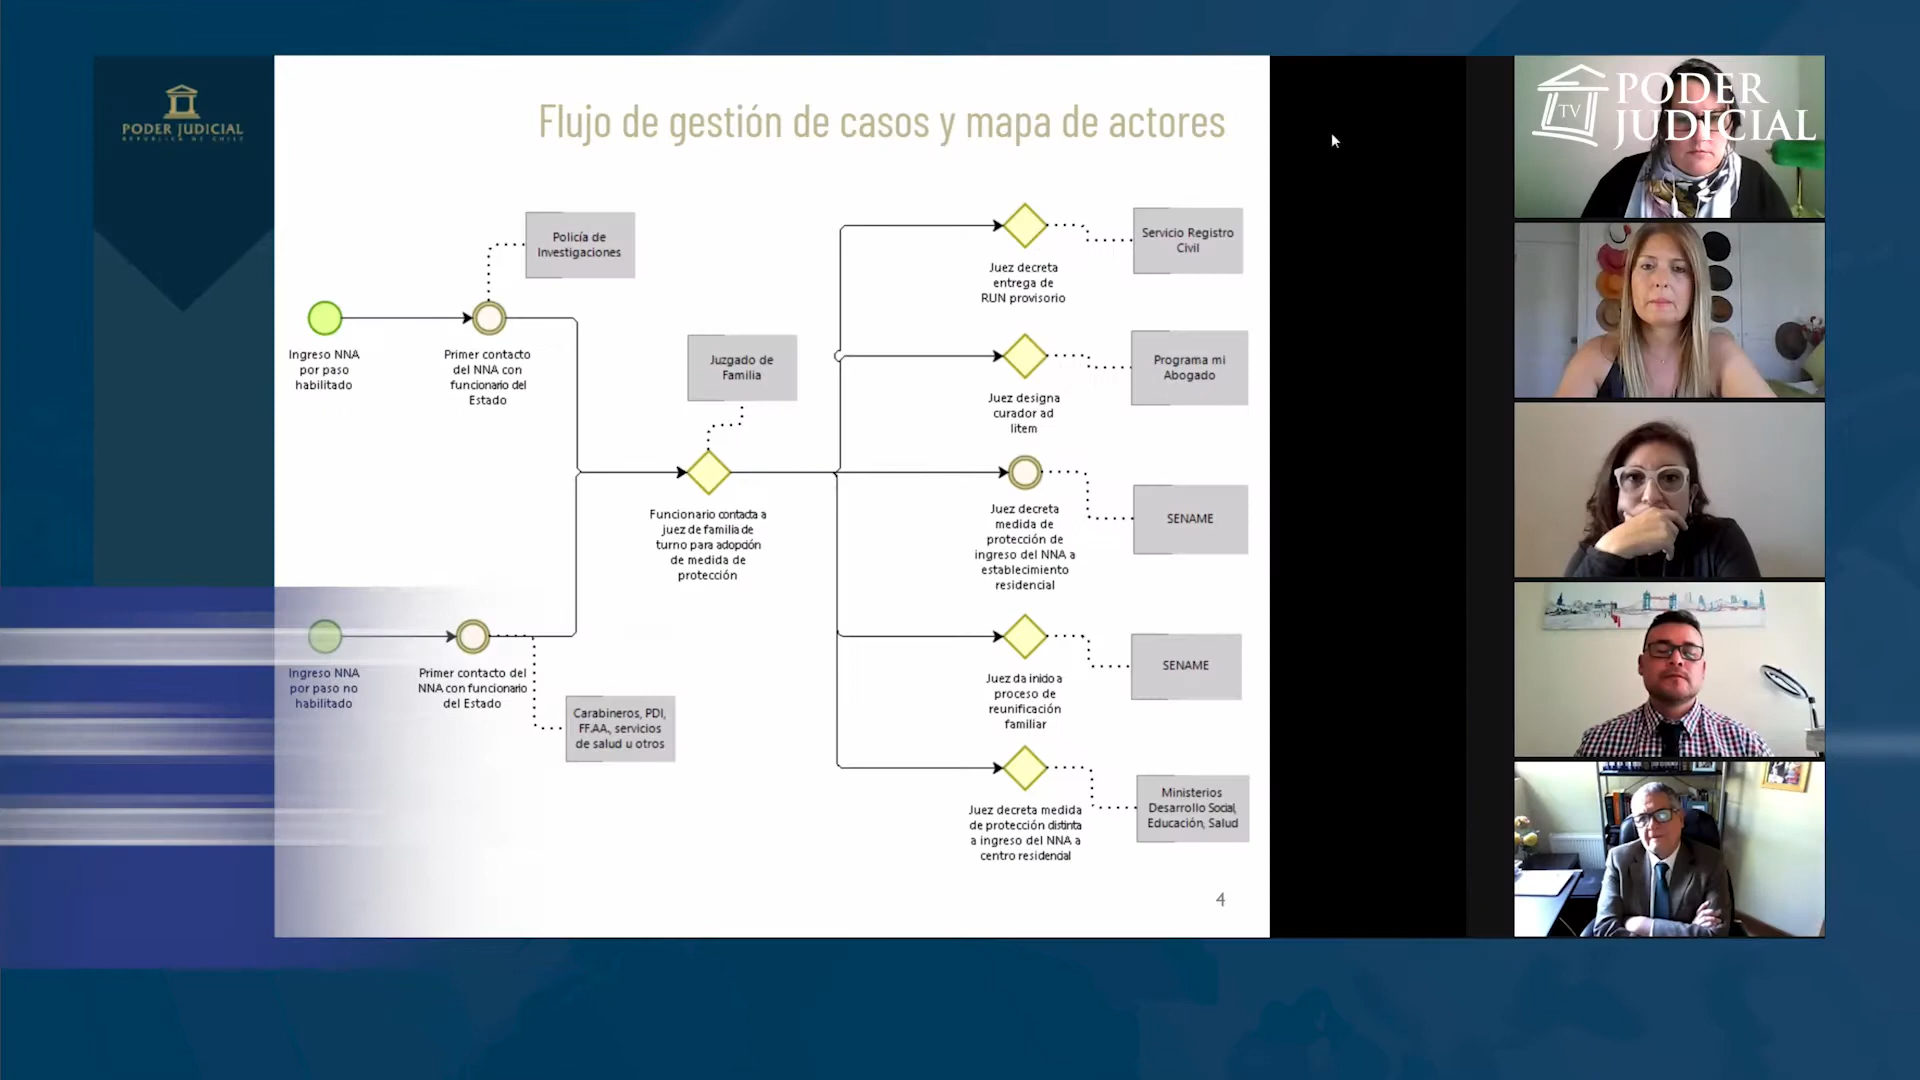 PODER JUDICIAL
REPÚBLICA DE CHILE
Flujo de gestión de casos y mapa de actores
Policía de
Investigaciones
Ingreso NNA
por paso
habilitado
Primer contacto
del NNA con
funcionario del
Estado
Juzgado de
Familia
Funcionario contacta a
juez de familia de
turno para adopción
de medida de
protección
Ingreso NNA
por paso no
habilitado
Primer contacto del
NNA con funcionario
del Estado
Carabineros, PDI,
FF.AA., servicios
de salud u otros
Juez decreta
entrega de
RUN provisorio
Servicio Registro
Civil
Juez designa
curador ad
litem
Programa mi
Abogado
Juez decreta
medida de
protección de
ingreso del NNA a
establecimiento
residencial
SENAME
Juez da inicio a
proceso de
reunificación
familiar
SENAME
Juez decreta medida
de protección distinta
a ingreso del NNA a
centro residencial
Ministerios
Desarrollo Social,
Educación, Salud
4
TV
PODER
JUDICIAL